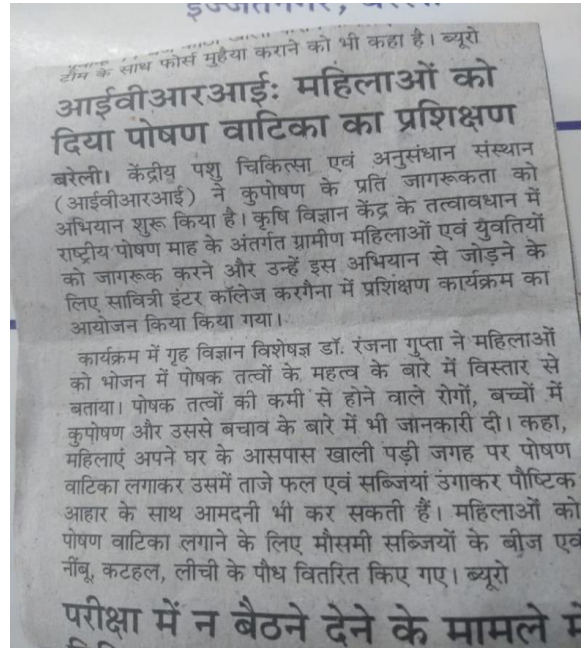 इज्जतनगर, बरेली
टीम के साथ फोर्स मुहैया कराने को भी कहा है। ब्यूरो
आईवीआरआई: महिलाओं को
दिया पोषण वाटिका का प्रशिक्षण
बरेली। केंद्रीय पशु चिकित्सा एवं अनुसंधान संस्थान
(आईवीआरआई) ने कुपोषण के प्रति जागरूकता को
अभियान शुरू किया है। कृषि विज्ञान केंद्र के तत्वावधान में
राष्ट्रीय पोषण माह के अंतर्गत ग्रामीण महिलाओं एवं युवतियों
को जागरूक करने और उन्हें इस अभियान से जोड़ने के
लिए सावित्री इंटर कॉलेज करगैना में प्रशिक्षण कार्यक्रम का
आयोजन किया किया गया।
कार्यक्रम में गृह विज्ञान विशेषज्ञ डॉ. रंजना गुप्ता ने महिलाओं
को भोजन में पोषक तत्वों के महत्व के बारे में विस्तार से
बताया। पोषक तत्वों की कमी से होने वाले रोगों, बच्चों में
कुपोषण और उससे बचाव के बारे में भी जानकारी दी। कहा,
महिलाएं अपने घर के आसपास खाली पड़ी जगह पर पोषण
वाटिका लगाकर उसमें ताजे फल एवं सब्जियां उगाकर पौष्टिक
आहार के साथ आमदनी भी कर सकती हैं। महिलाओं को
पोषण वाटिका लगाने के लिए मौसमी सब्जियों के बीज एवं
नींबू, कटहल, लीची के पौध वितरित किए गए। ब्यूरो
परीक्षा में न बैठने देने के मामले में